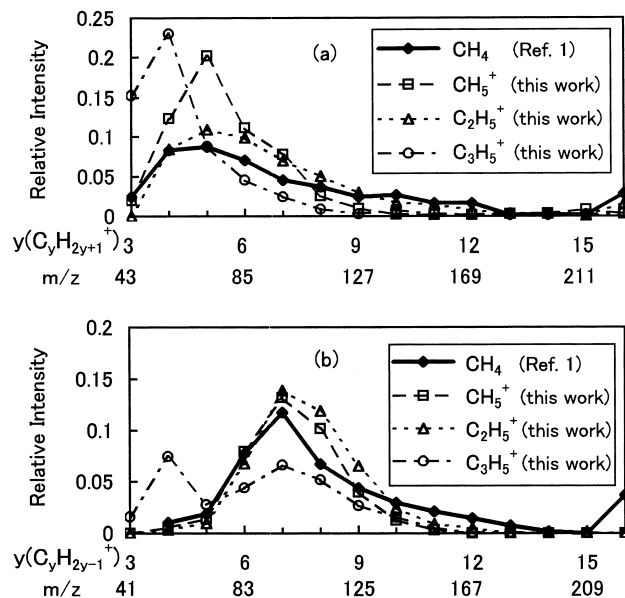 0.25
0.2
0.15
0.1
0.05
0
Relative Intensity
(a)
CH₄ (Ref. 1)
CH₅⁺ (this work)
C₂H₅⁺ (this work)
C₃H₅⁺ (this work)
y(CyH₂y₊₁⁺) 3 6 9 12 15
m/z 43 85 127 169 211
0.2
0.15
0.1
0.05
0
Relative Intensity
(b)
CH₄ (Ref. 1)
CH₅⁺ (this work)
C₂H₅⁺ (this work)
C₃H₅⁺ (this work)
y(CyH₂y₋₁⁺) 3 6 9 12 15
m/z 41 83 125 167 209